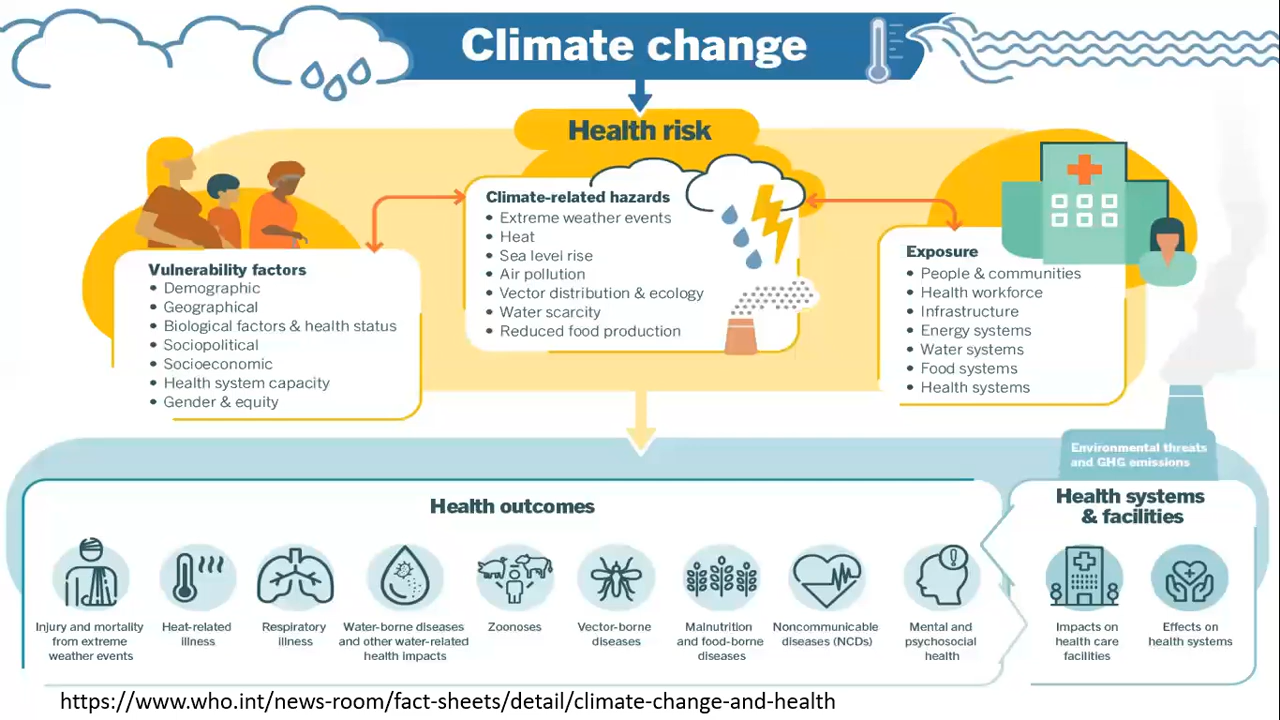 Climate change
Health risk
Climate-related hazards
• Extreme weather events
• Heat
• Sea level rise
• Air pollution
• Vector distribution & ecology
• Water scarcity
• Reduced food production
Vulnerability factors
• Demographic
• Geographical
• Biological factors & health status
• Sociopolitical
• Socioeconomic
• Health system capacity
• Gender & equity
Exposure
• People & communities
• Health workforce
• Infrastructure
• Energy systems
• Water systems
• Food systems
• Health systems
Environmental threats
and GHG emissions
Health outcomes
Injury and mortality
from extreme
weather events
Heat-related
illness
Respiratory
illness
Water-borne diseases
and other water-related
health impacts
Zoonoses
Vector-borne
diseases
Malnutrition
and food-borne
diseases
Noncommunicable
diseases (NCDs)
Mental and
psychosocial
health
Health systems
& facilities
Impacts on
health care
facilities
Effects on
health systems
https://www.who.int/news-room/fact-sheets/detail/climate-change-and-health